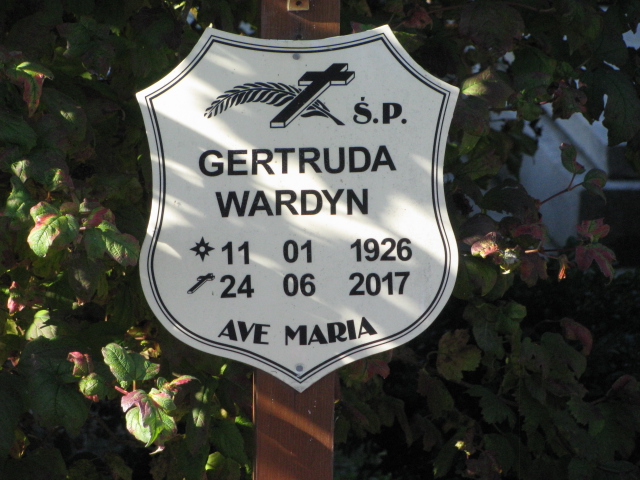 Ś.P.
GERTRUDA
WARDYN
11 01 1926
24 06 2017
AVE MARIA